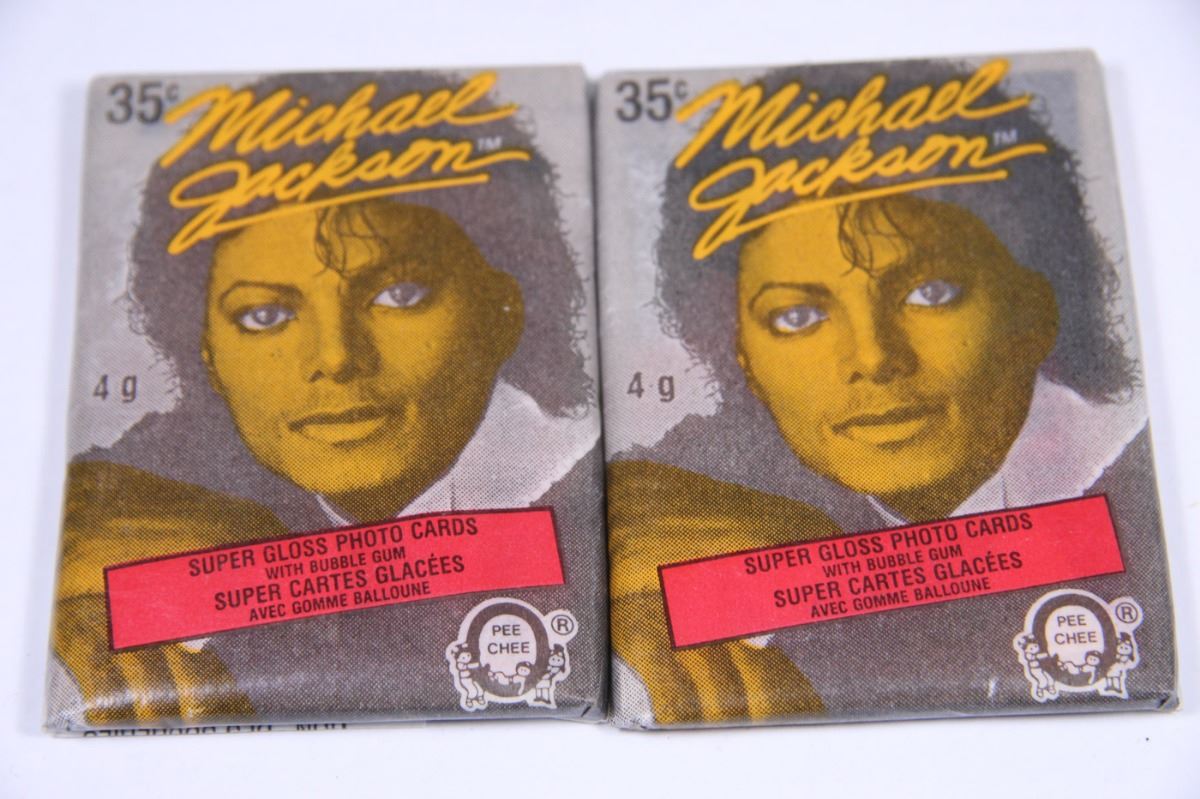 35¢ Michael
Jackson™
4 g
SUPER GLOSS PHOTO CARDS
WITH BUBBLE GUM
SUPER CARTES GLACÉES
AVEC GOMME BALLOUNE
PEE
CHEE
®
35¢ Michael
Jackson™
4 g
SUPER GLOSS PHOTO CARDS
WITH BUBBLE GUM
SUPER CARTES GLACÉES
AVEC GOMME BALLOUNE
PEE
CHEE
®